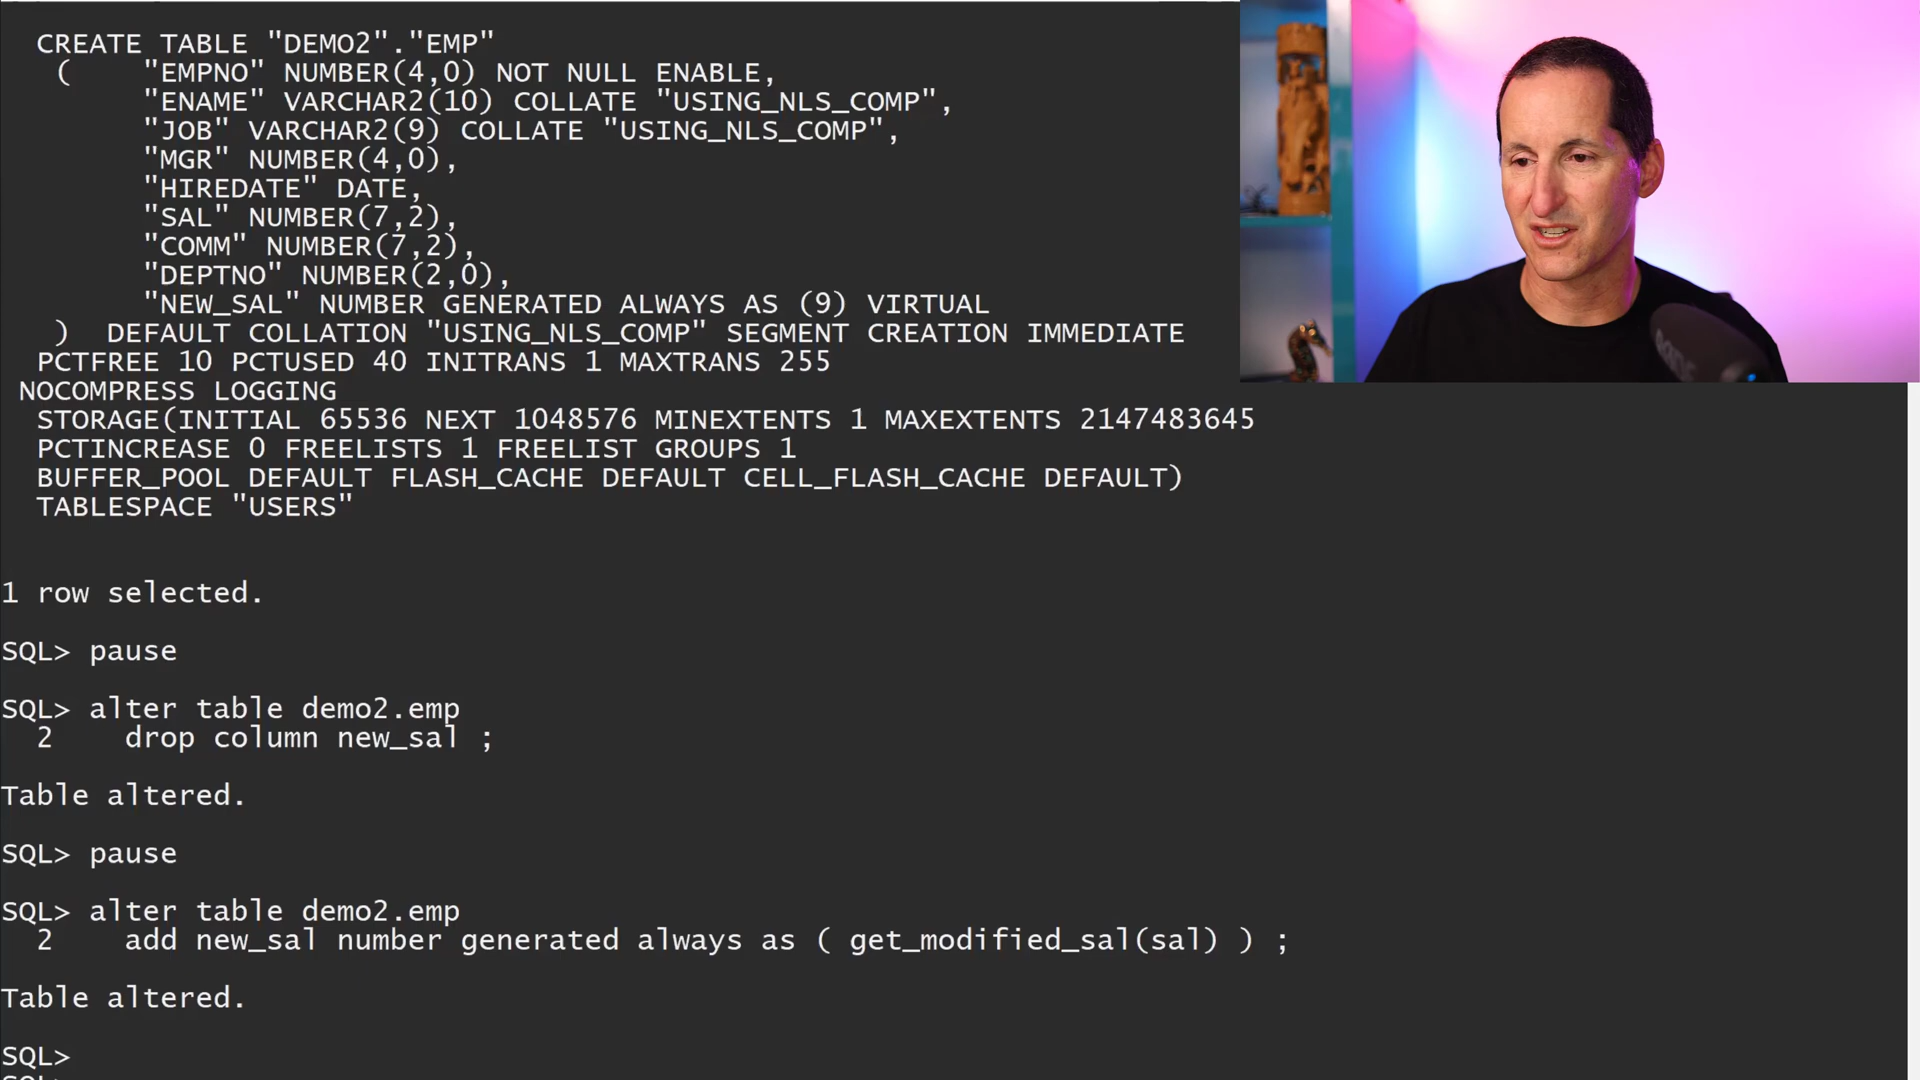 CREATE TABLE "DEMO2"."EMP"
( "EMPNO" NUMBER(4,0) NOT NULL ENABLE,
"ENAME" VARCHAR2(10) COLLATE "USING_NLS_COMP",
"JOB" VARCHAR2(9) COLLATE "USING_NLS_COMP",
"MGR" NUMBER(4,0),
"HIREDATE" DATE,
"SAL" NUMBER(7,2),
"COMM" NUMBER(7,2),
"DEPTNO" NUMBER(2,0),
"NEW_SAL" NUMBER GENERATED ALWAYS AS (9) VIRTUAL
) DEFAULT COLLATION "USING_NLS_COMP" SEGMENT CREATION IMMEDIATE
PCTFREE 10 PCTUSED 40 INITRANS 1 MAXTRANS 255
NOCOMPRESS LOGGING
STORAGE(INITIAL 65536 NEXT 1048576 MINEXTENTS 1 MAXEXTENTS 2147483645
PCTINCREASE 0 FREELISTS 1 FREELIST GROUPS 1
BUFFER_POOL DEFAULT FLASH_CACHE DEFAULT CELL_FLASH_CACHE DEFAULT)
TABLESPACE "USERS"
1 row selected.
SQL> pause
SQL> alter table demo2.emp
2 drop column new_sal ;
Table altered.
SQL> pause
SQL> alter table demo2.emp
2 add new_sal number generated always as ( get_modified_sal(sal) ) ;
Table altered.
SQL>